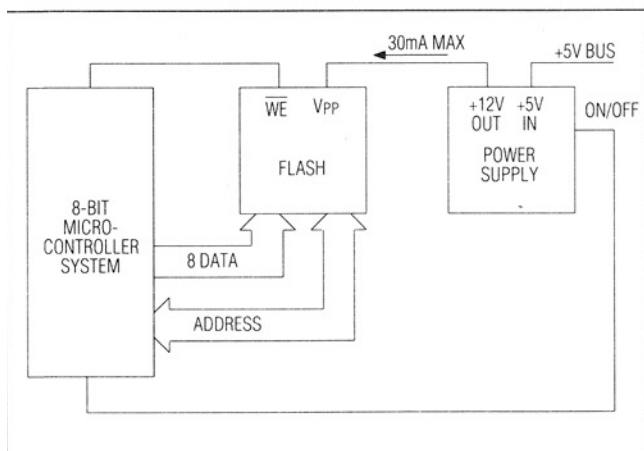 30mA MAX
+5V BUS
WE
VPP
+12V
OUT
+5V
IN
ON/OFF
POWER
SUPPLY
FLASH
8-BIT
MICRO-
CONTROLLER
SYSTEM
8 DATA
ADDRESS